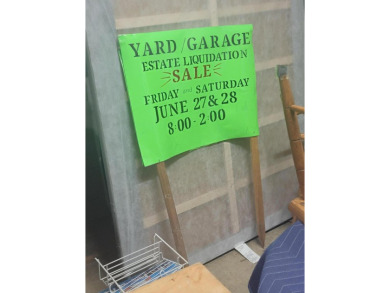 YARD/GARAGE
ESTATE LIQUIDATION
SALE
FRIDAY and SATURDAY
JUNE 27 & 28
8:00-2:00